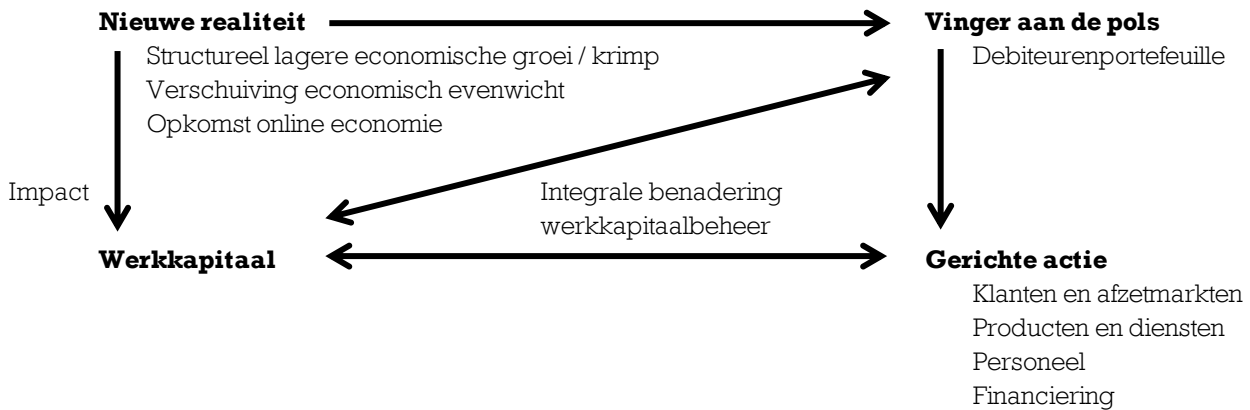 Nieuwe realiteit
Structureel lagere economische groei / krimp
Verschuiving economisch evenwicht
Opkomst online economie
Vinger aan de pols
Debiteurenportefeuille
Impact
Integrale benadering
werkkapitaalbeheer
Werkkapitaal
Gerichte actie
Klanten en afzetmarkten
Producten en diensten
Personeel
Financiering